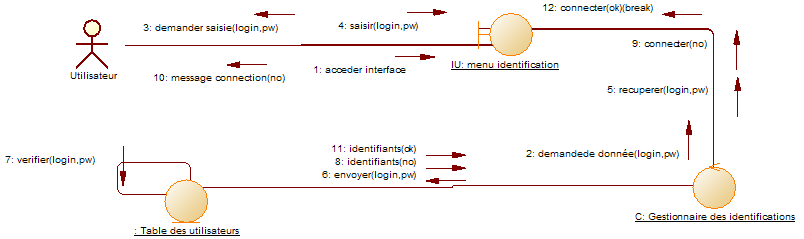 12: connecter(ok)(break)
3: demander saisie(login,pw)
4: saisir(login,pw)
9: connecter(no)
Utilisateur
10: message connection(no)
1: acceder interface
IU: menu identification
5: recuperer(login,pw)
7: verifier(login,pw)
11: identifiants(ok)
8: identifiants(no)
6: envoyer(login,pw)
2: demandede donnée(login,pw)
: Table des utilisateurs
C: Gestionnaire des identifications